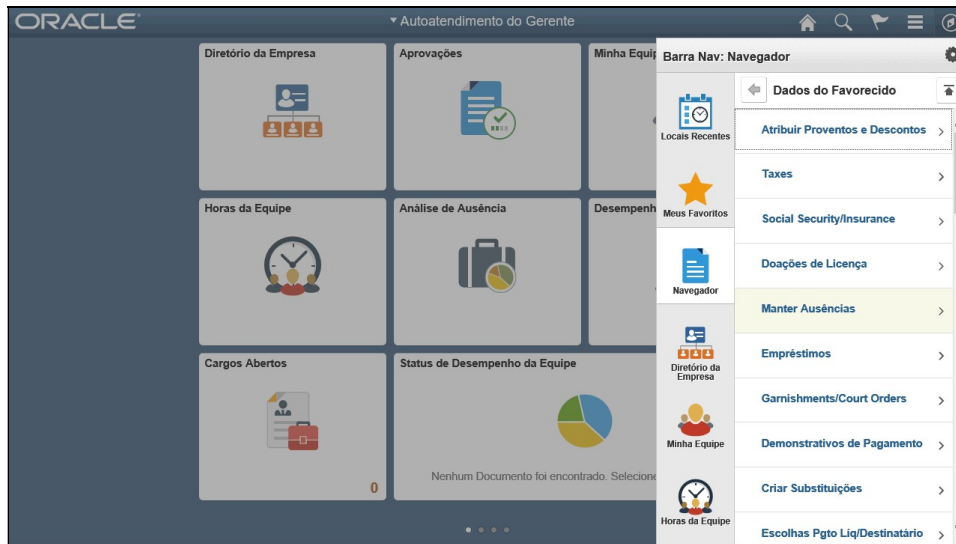 ORACLE
Autoatendimento do Gerente
Diretório da Empresa
Aprovações
Minha Equip
Horas da Equipe
Análise de Ausência
Desempenh
Cargos Abertos
0
Status de Desempenho da Equipe
Nenhum Documento foi encontrado. Selecione
Barra Nav: Navegador
Locais Recentes
Meus Favoritos
Navegador
Diretório da
Empresa
Minha Equipe
Horas da Equipe
Dados do Favorecido
Atribuir Proventos e Descontos
Taxes
Social Security/Insurance
Doações de Licença
Manter Ausências
Empréstimos
Garnishments/Court Orders
Demonstrativos de Pagamento
Criar Substituições
Escolhas Pgto Líq/Destinatário